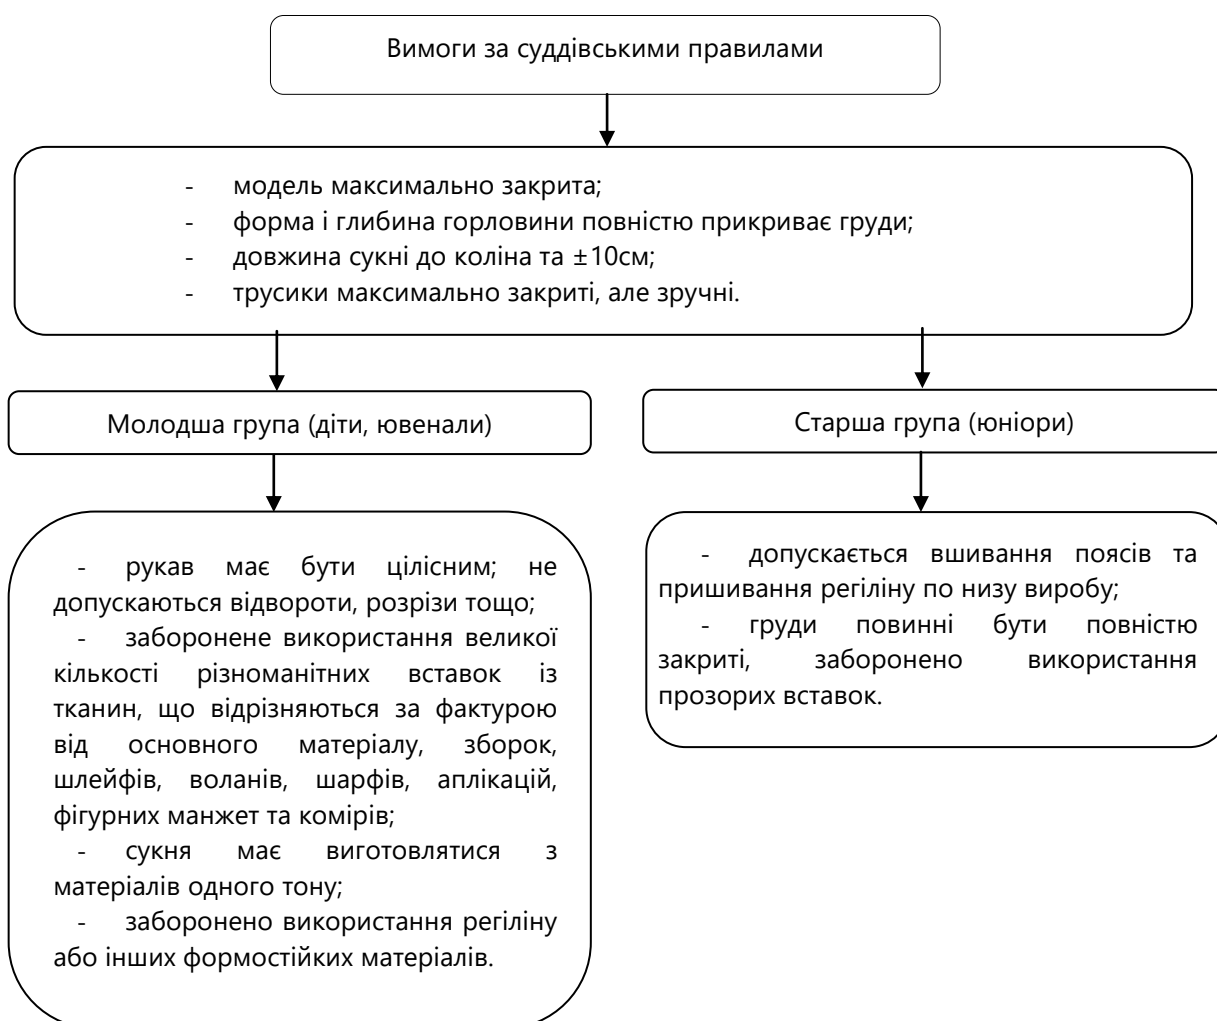 Вимоги за суддівськими правилами
- модель максимально закрита;
- форма і глибина горловини повністю прикриває груди;
- довжина сукні до коліна та ±10см;
- трусики максимально закриті, але зручні.
Молодша група (діти, ювенали)
Старша група (юніори)
- рукав має бути цілісним; не
допускаються відвороти, розрізи тощо;
- заборонене використання великої
кількості різноманітних вставок із
тканин, що відрізняються за фактурою
від основного матеріалу, зборок,
шлейфів, воланів, шарфів, аплікацій,
фігурних манжет та комірів;
- сукня має виготовлятися з
матеріалів одного тону;
- заборонено використання регіліну
або інших формостійких матеріалів.
- допускається вшивання поясів та
пришивання регіліну по низу виробу;
- груди повинні бути повністю
закриті, заборонено використання
прозорих вставок.